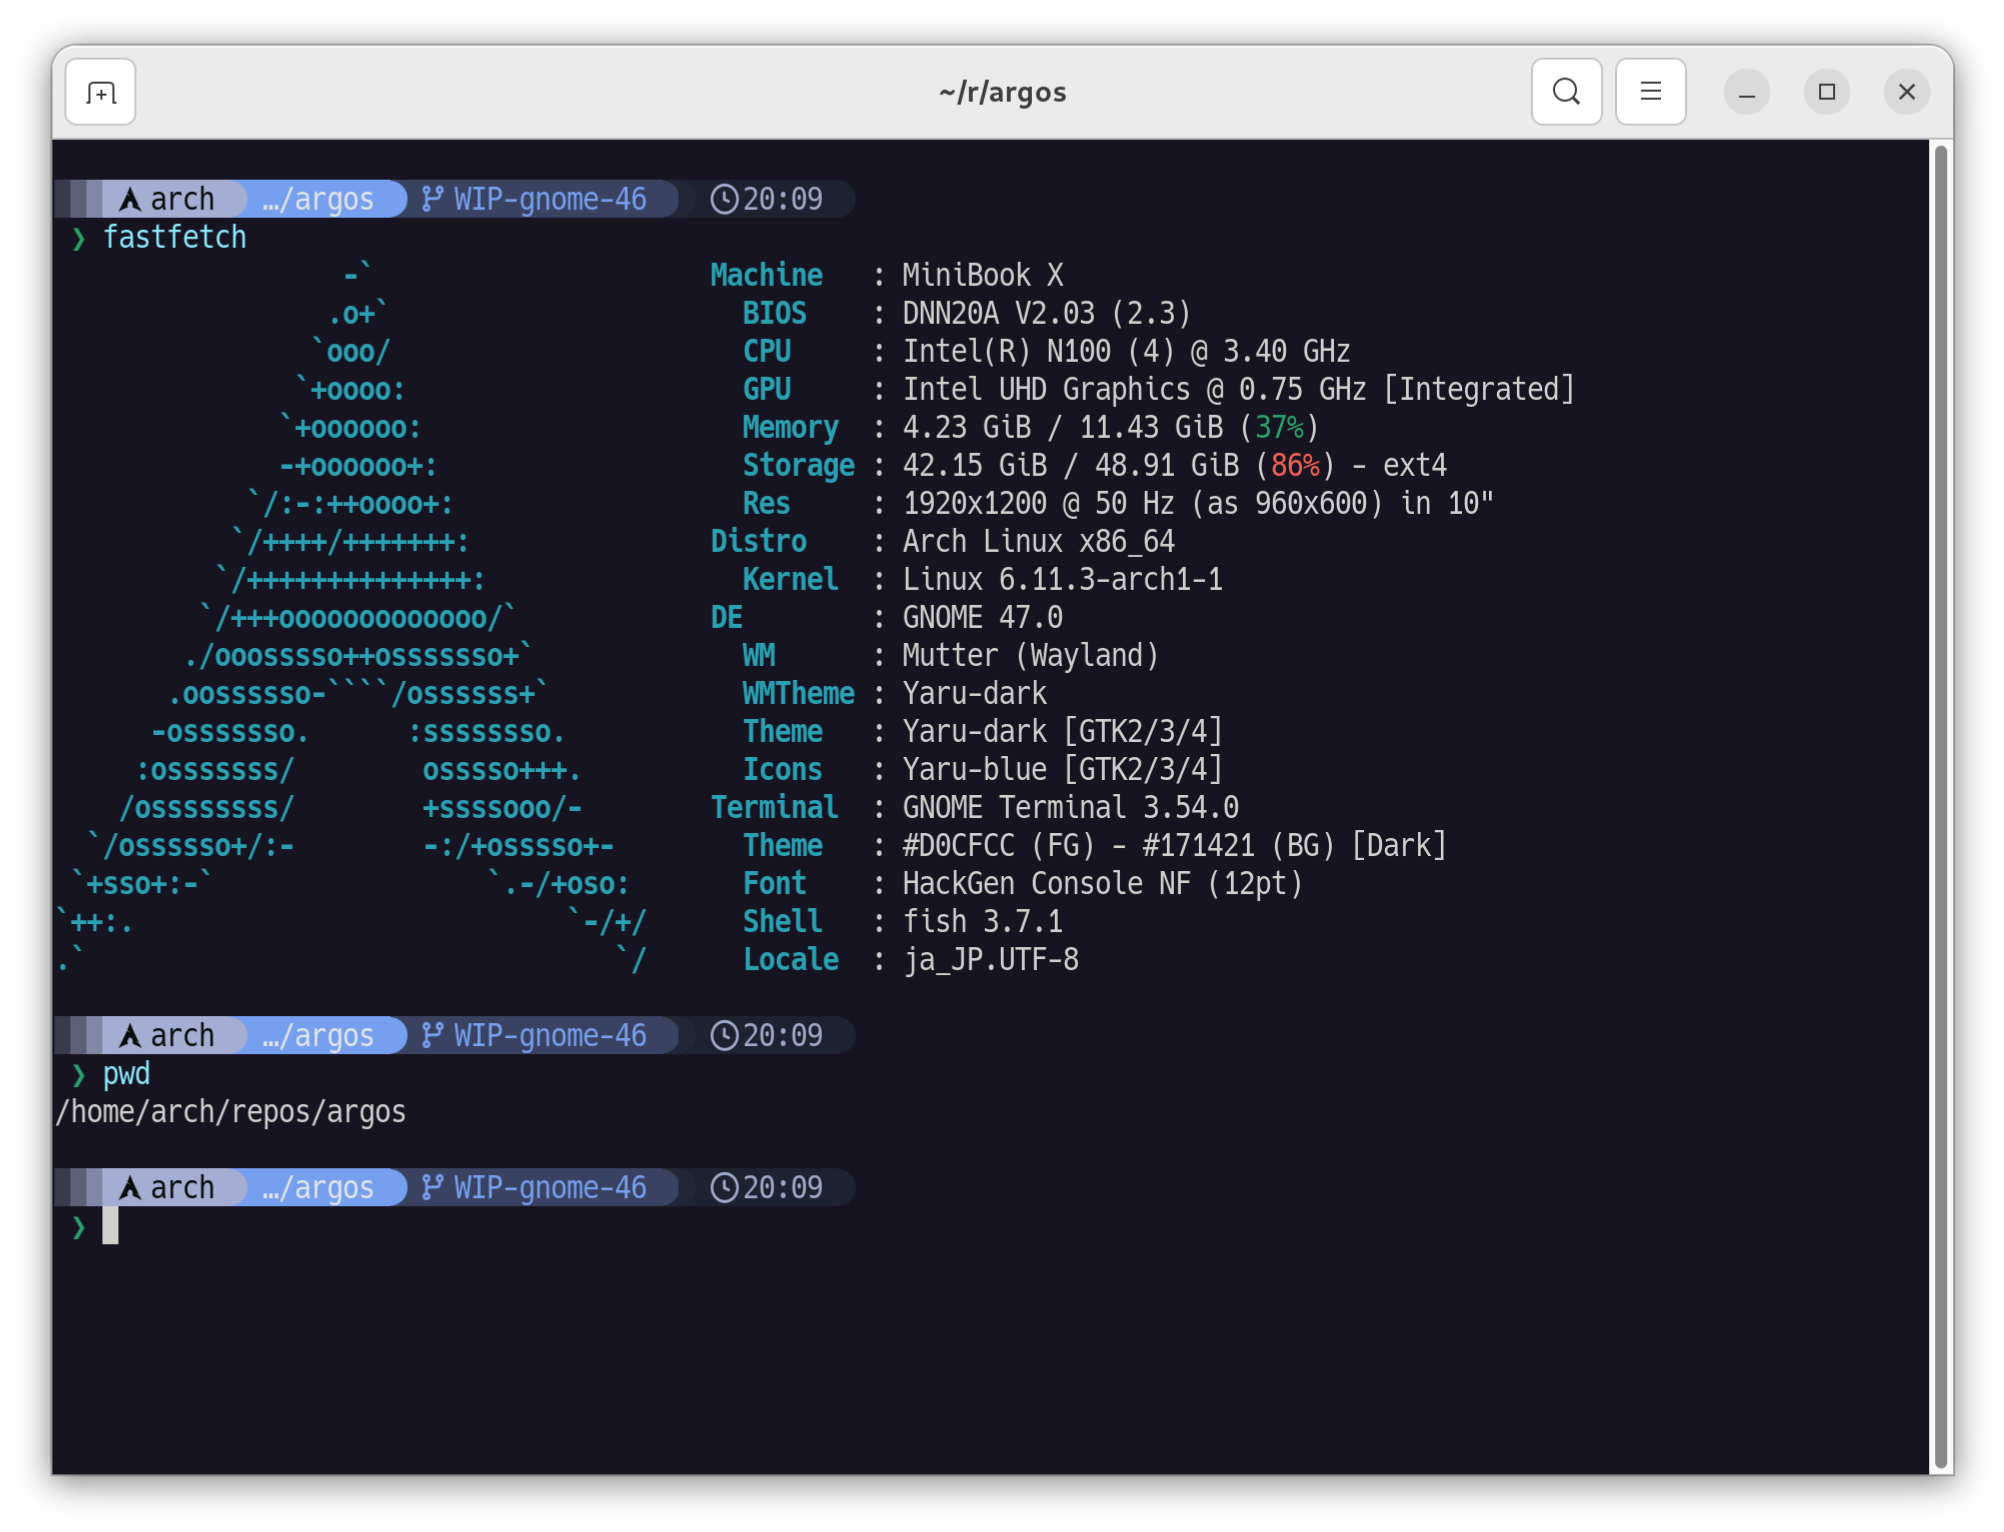 ~/r/argos
arch …/argos WIP-gnome-46 20:09
❯ fastfetch
                  -`                     Machine   : MiniBook X
                 .o+`                      BIOS    : DNN20A V2.03 (2.3)
                `ooo/                      CPU     : Intel(R) N100 (4) @ 3.40 GHz
               `+oooo:                     GPU     : Intel UHD Graphics @ 0.75 GHz [Integrated]
              `+oooooo:                    Memory  : 4.23 GiB / 11.43 GiB (37%)
              -+oooooo+:                   Storage : 42.15 GiB / 48.91 GiB (86%) - ext4
            `/:-:++oooo+:                  Res     : 1920x1200 @ 50 Hz (as 960x600) in 10"
           `/++++/+++++++:               Distro    : Arch Linux x86_64
          `/++++++++++++++:                Kernel  : Linux 6.11.3-arch1-1
         `/+++ooooooooooooo/`            DE        : GNOME 47.0
        ./ooosssso++osssssso+`             WM      : Mutter (Wayland)
       .oossssso-````/ossssss+`            WMTheme : Yaru-dark
      -osssssso.      :ssssssso.           Theme   : Yaru-dark [GTK2/3/4]
     :osssssss/        osssso+++.          Icons   : Yaru-blue [GTK2/3/4]
    /ossssssss/        +ssssooo/-        Terminal  : GNOME Terminal 3.54.0
  `/ossssso+/:-        -:/+osssso+-        Theme   : #D0CFCC (FG) - #171421 (BG) [Dark]
 `+sso+:-`                 `.-/+oso:       Font    : HackGen Console NF (12pt)
`++:.                           `-/+/      Shell   : fish 3.7.1
.`                                 `/      Locale  : ja_JP.UTF-8
arch …/argos WIP-gnome-46 20:09
❯ pwd
/home/arch/repos/argos
arch …/argos WIP-gnome-46 20:09
❯